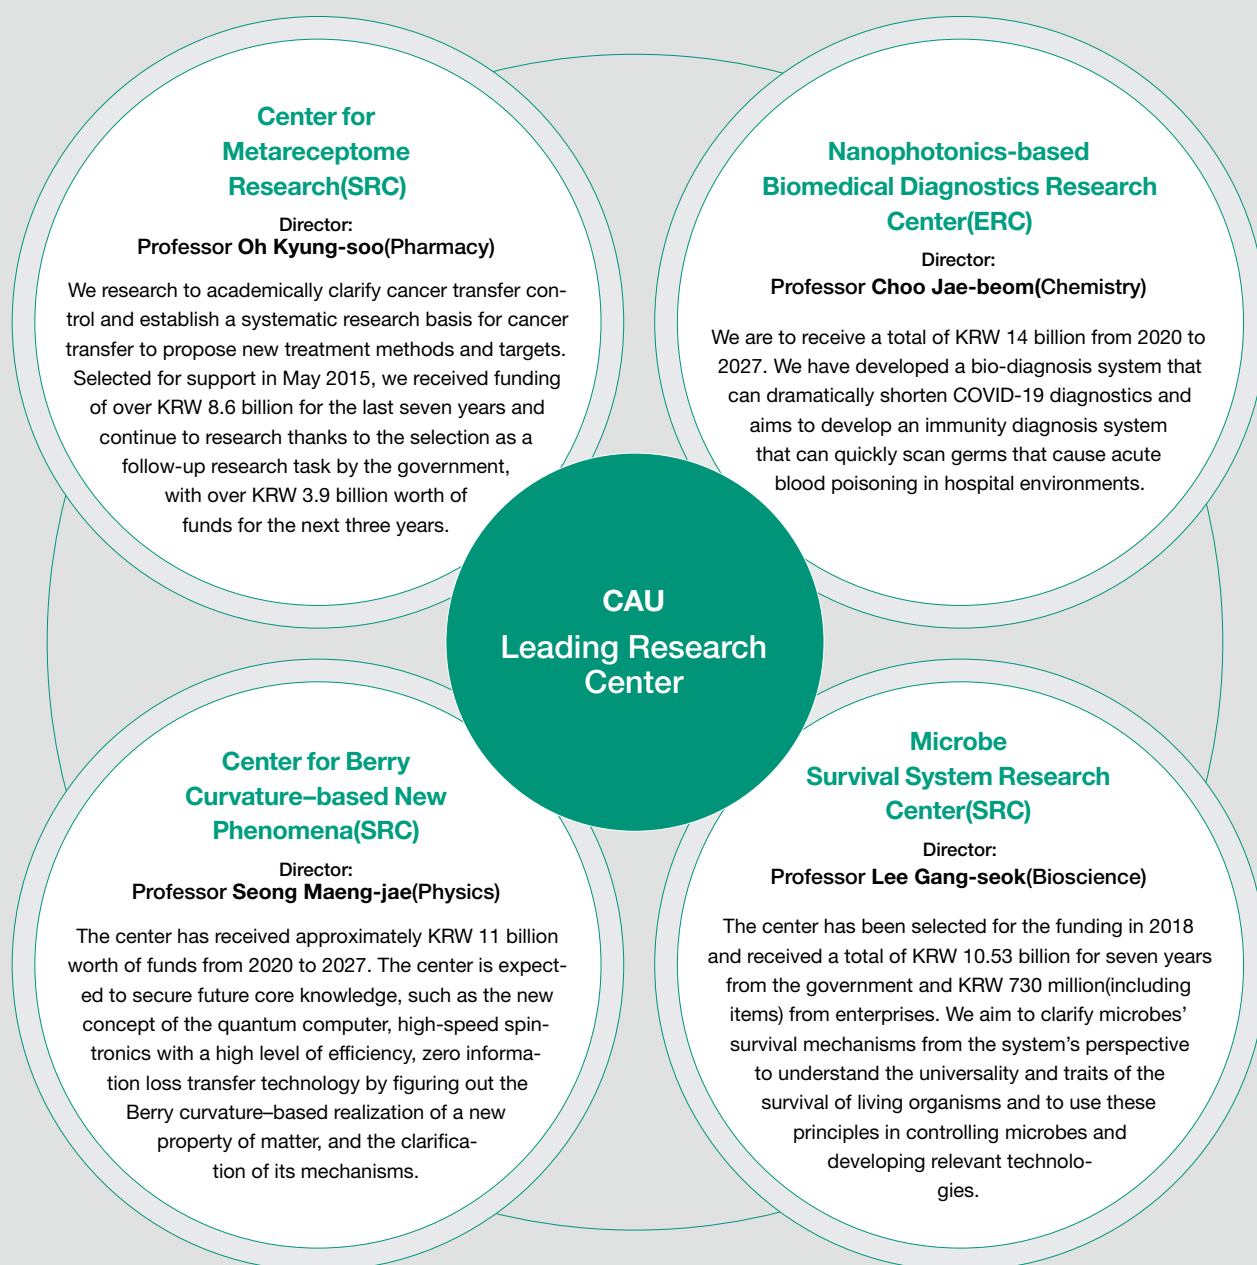 Center for
Metareceptome
Research(SRC)
Director:
Professor Oh Kyung-soo(Pharmacy)
We research to academically clarify cancer transfer con-
trol and establish a systematic research basis for cancer
transfer to propose new treatment methods and targets.
Selected for support in May 2015, we received funding
of over KRW 8.6 billion for the last seven years and
continue to research thanks to the selection as a
follow-up research task by the government,
with over KRW 3.9 billion worth of
funds for the next three years.
Nanophotonics-based
Biomedical Diagnostics Research
Center(ERC)
Director:
Professor Choo Jae-beom(Chemistry)
We are to receive a total of KRW 14 billion from 2020 to
2027. We have developed a bio-diagnosis system that
can dramatically shorten COVID-19 diagnostics and
aims to develop an immunity diagnosis system
that can quickly scan germs that cause acute
blood poisoning in hospital environments.
CAU
Leading Research
Center
Center for Berry
Curvature–based New
Phenomena(SRC)
Director:
Professor Seong Maeng-jae(Physics)
The center has received approximately KRW 11 billion
worth of funds from 2020 to 2027. The center is expect-
ed to secure future core knowledge, such as the new
concept of the quantum computer, high-speed spin-
tronics with a high level of efficiency, zero informa-
tion loss transfer technology by figuring out the
Berry curvature–based realization of a new
property of matter, and the clarifica-
tion of its mechanisms.
Microbe
Survival System Research
Center(SRC)
Director:
Professor Lee Gang-seok(Bioscience)
The center has been selected for the funding in 2018
and received a total of KRW 10.53 billion for seven years
from the government and KRW 730 million(including
items) from enterprises. We aim to clarify microbes'
survival mechanisms from the system's perspective
to understand the universality and traits of the
survival of living organisms and to use these
principles in controlling microbes and
developing relevant technolo-
gies.